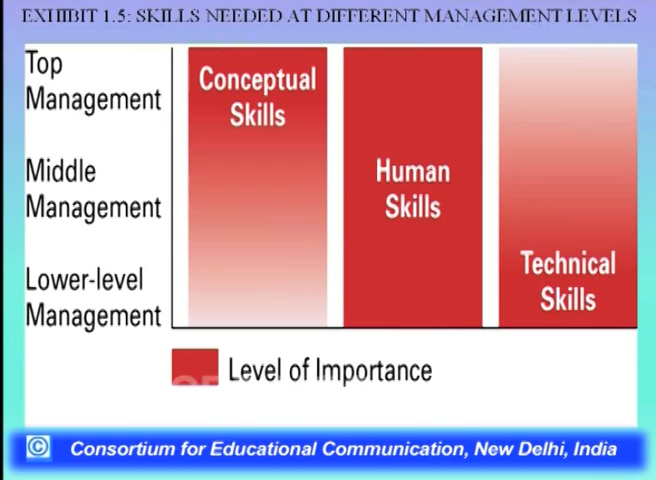 EXHIBIT 1.5: SKILLS NEEDED AT DIFFERENT MANAGEMENT LEVELS
Top
Management
Conceptual
Skills
Middle
Management
Human
Skills
Lower-level
Management
Technical
Skills
Level of Importance
© Consortium for Educational Communication, New Delhi, India